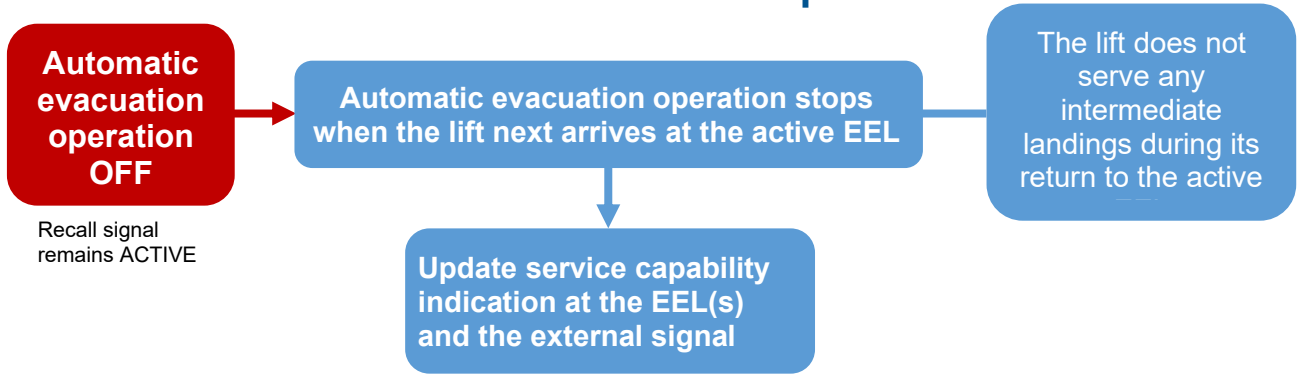 Automatic
evacuation
operation
OFF
Recall signal
remains ACTIVE
Automatic evacuation operation stops
when the lift next arrives at the active EEL
The lift does not
serve any
intermediate
landings during its
return to the active
Update service capability
indication at the EEL(s)
and the external signal